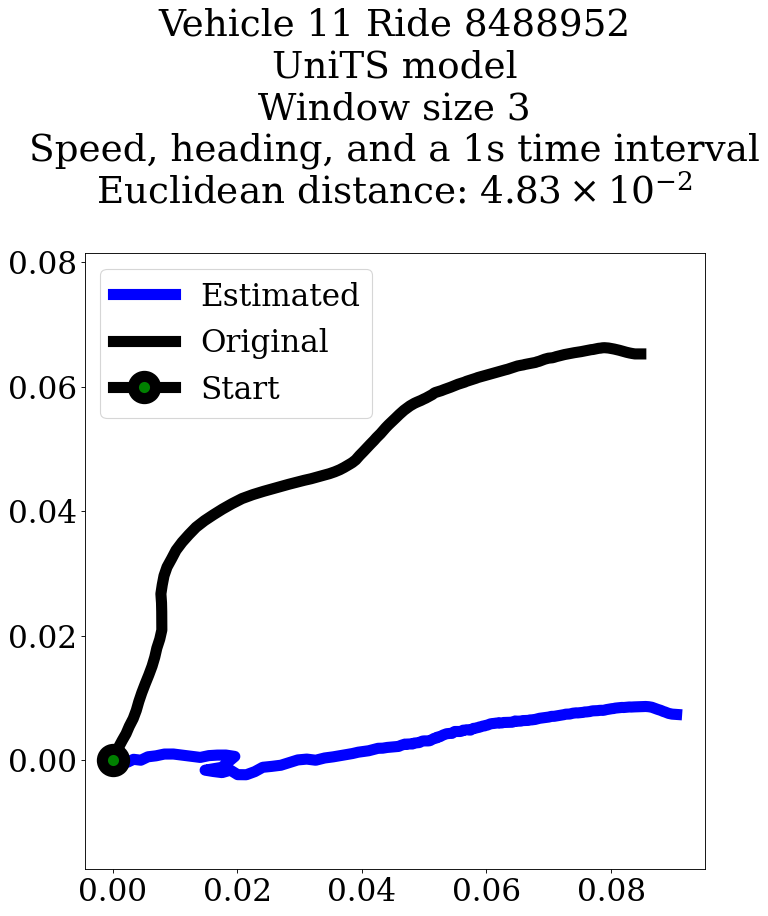 Vehicle 11 Ride 8488952
UniTS model
Window size 3
Speed, heading, and a 1s time interval
Euclidean distance: 4.83 × 10⁻²
0.08
Estimated
Original
0.06
Start
0.04
0.02
0.00
0.00 0.02 0.04 0.06 0.08